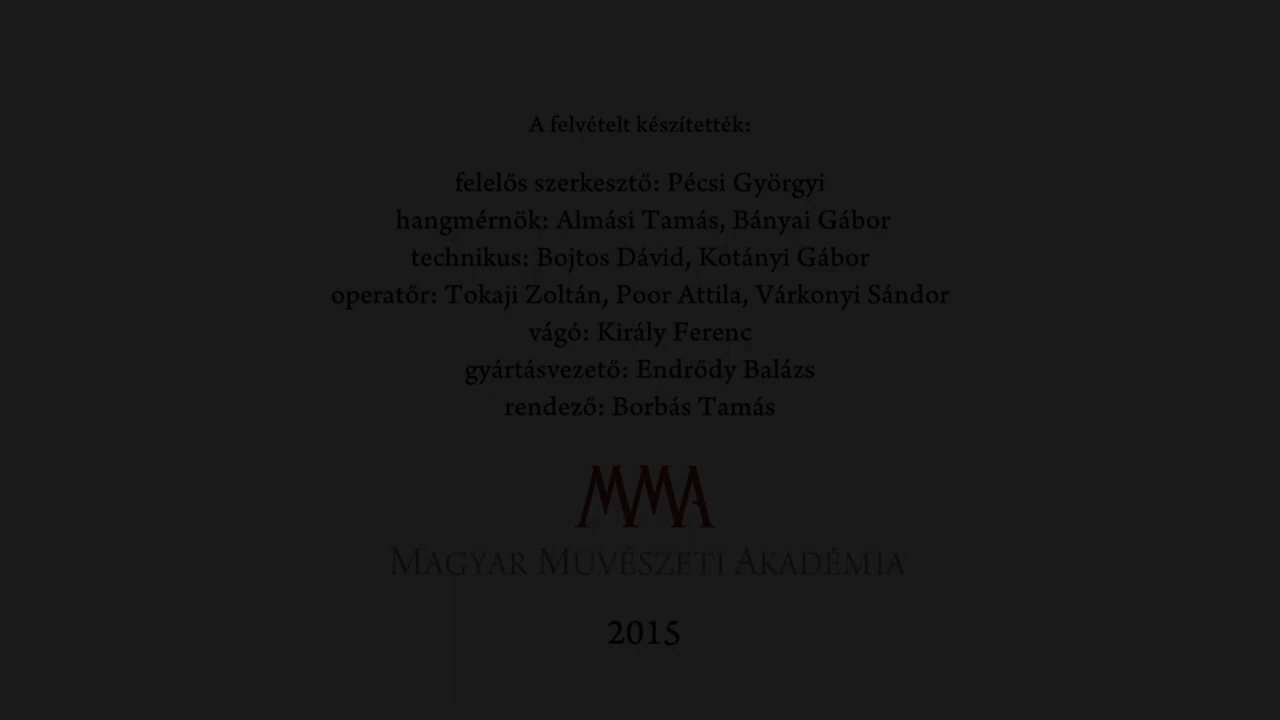 A felvételt készítették:
felelős szerkesztő: Pécsi Györgyi
hangmérnök: Almási Tamás, Bányai Gábor
technikus: Bojtos Dávid, Kotányi Gábor
operatőr: Tokaji Zoltán, Poor Attila, Várkonyi Sándor
vágó: Király Ferenc
gyártásvezető: Endrődy Balázs
rendező: Borbás Tamás
MMA
Magyar Művészeti Akadémia
2015